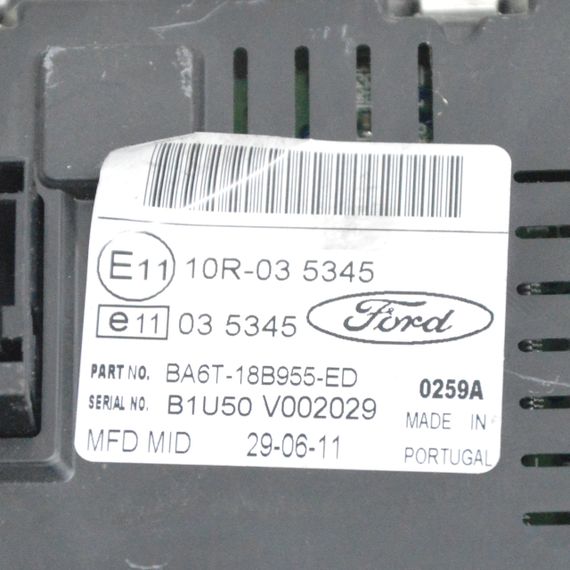 E11 10R-03 5345
e11 03 5345 Ford
PART NO. BA6T-18B955-ED
SERIAL NO. B1U50 V002029
0259A
MFD MID 29-06-11
MADE IN
PORTUGAL